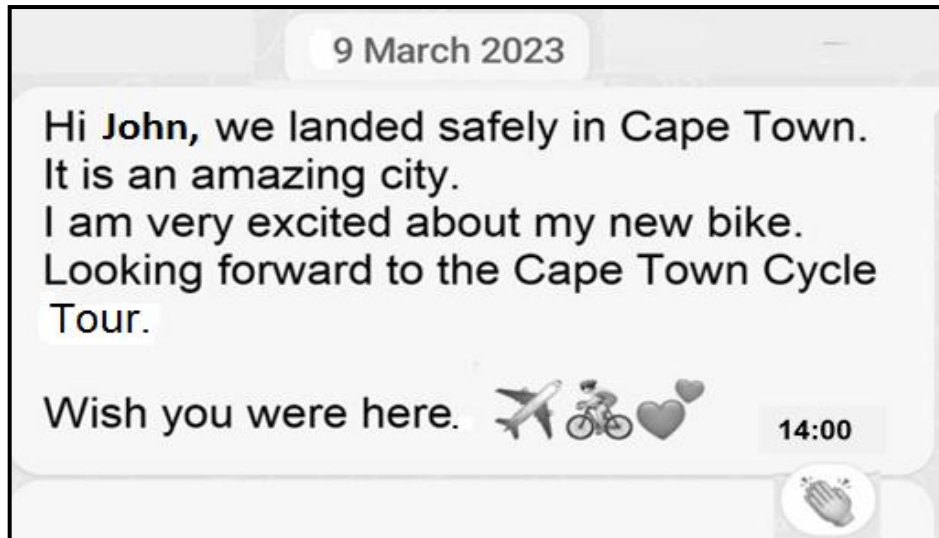 9 March 2023
Hi John, we landed safely in Cape Town.
It is an amazing city.
I am very excited about my new bike.
Looking forward to the Cape Town Cycle
Tour.
Wish you were here.
14:00